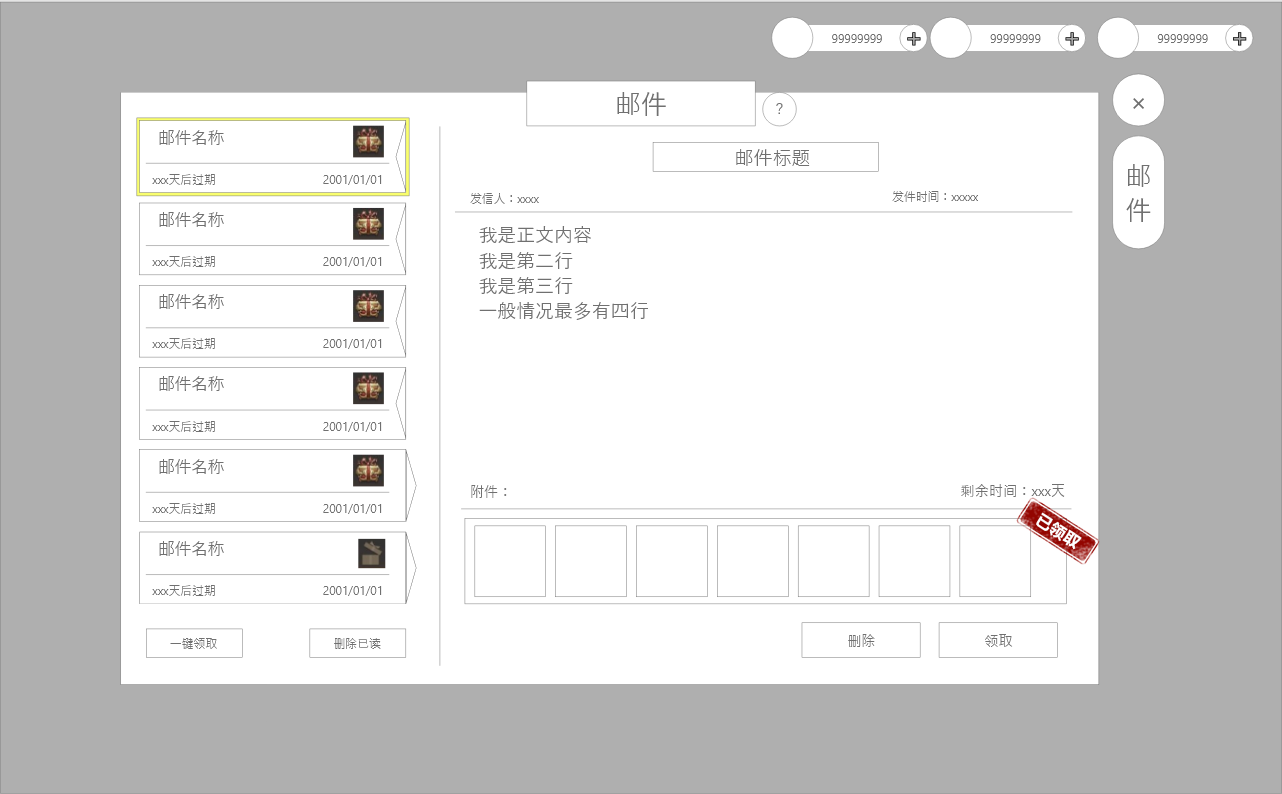 99999999
99999999
99999999
邮件
?
×
邮
件
邮件名称
xxx天后过期 2001/01/01
邮件名称
xxx天后过期 2001/01/01
邮件名称
xxx天后过期 2001/01/01
邮件名称
xxx天后过期 2001/01/01
邮件名称
xxx天后过期 2001/01/01
邮件名称
xxx天后过期 2001/01/01
一键领取 删除已读
邮件标题
发信人：xxxx 发件时间：xxxxx
我是正文内容
我是第二行
我是第三行
一般情况最多有四行
附件： 剩余时间：xxx天
已领取
删除 领取